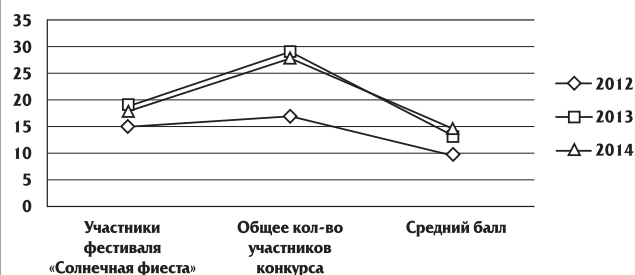 35
30
25
20
15
10
5
0
2012
2013
2014
Участники
фестиваля
«Солнечная фиеста»
Общее кол-во
участников
конкурса
Средний балл